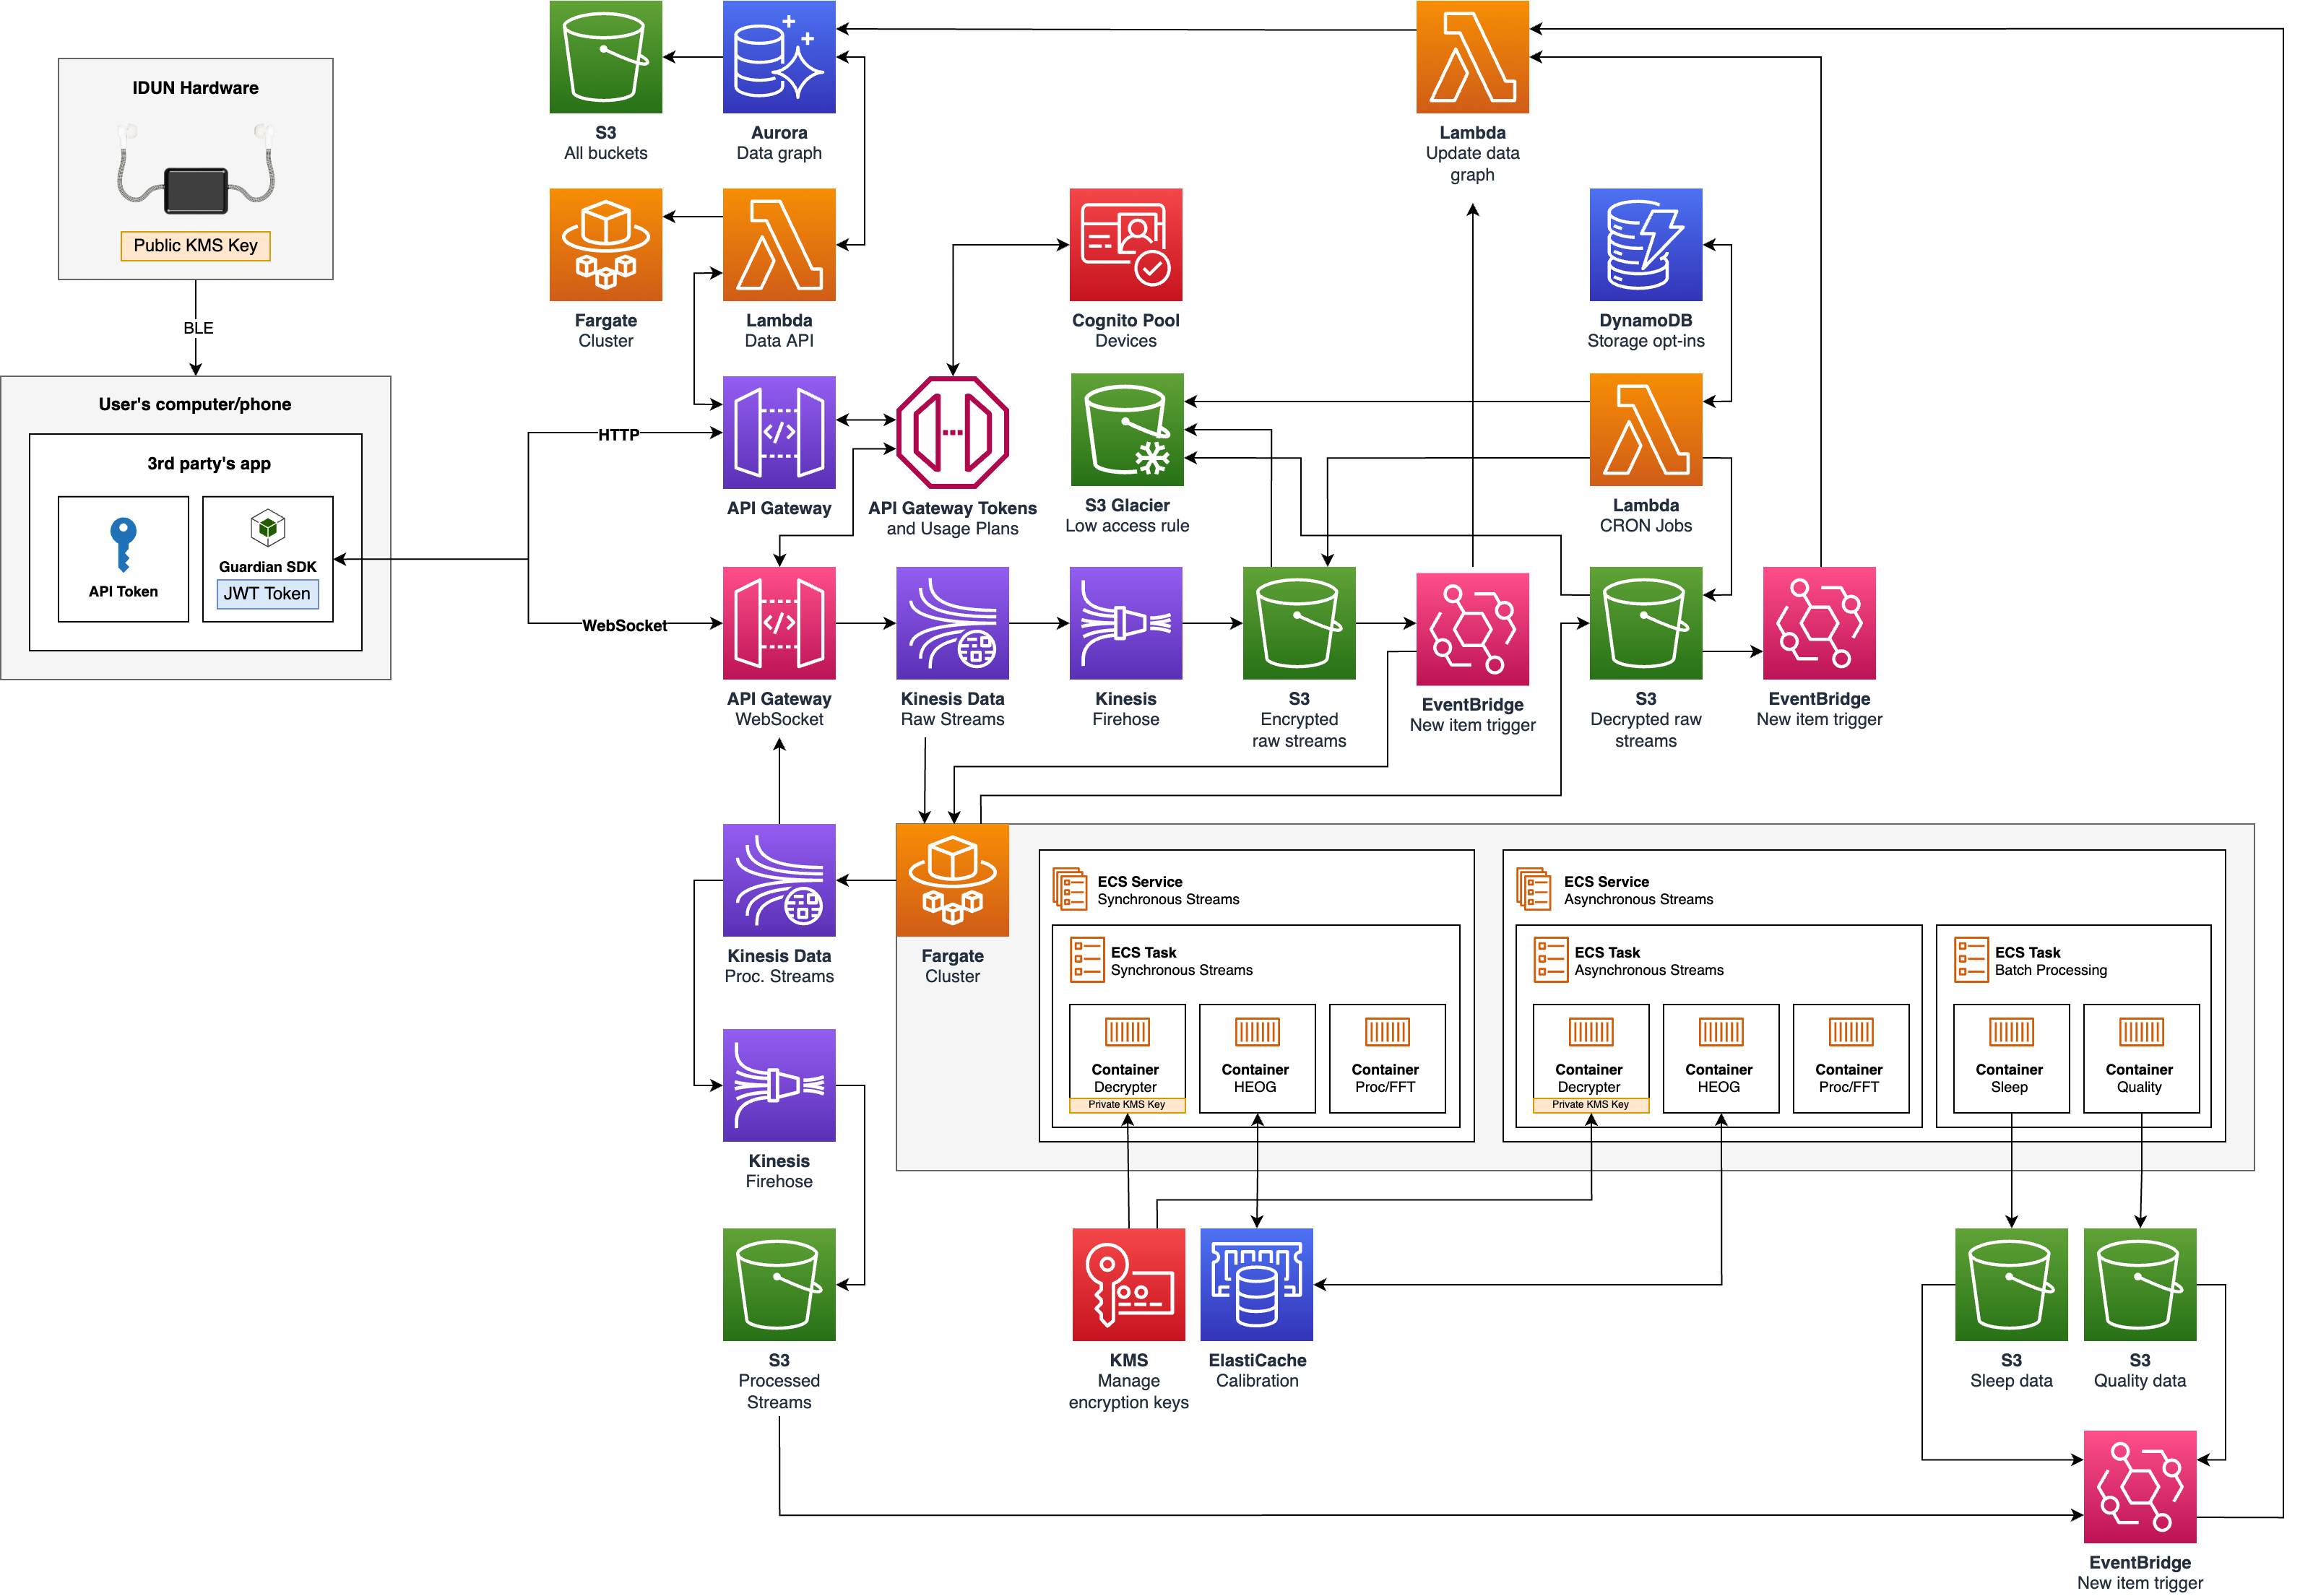 IDUN Hardware
Public KMS Key
BLE
User's computer/phone
3rd party's app
API Token
Guardian SDK
JWT Token
HTTP
WebSocket
S3
All buckets
Aurora
Data graph
Lambda
Update data
graph
Fargate
Cluster
Lambda
Data API
Cognito Pool
Devices
DynamoDB
Storage opt-ins
API Gateway
API Gateway Tokens
and Usage Plans
S3 Glacier
Low access rule
Lambda
CRON Jobs
API Gateway
WebSocket
Kinesis Data
Raw Streams
Kinesis
Firehose
S3
Encrypted
raw streams
EventBridge
New item trigger
S3
Decrypted raw
streams
EventBridge
New item trigger
Kinesis Data
Proc. Streams
Fargate
Cluster
ECS Service
Synchronous Streams
ECS Task
Synchronous Streams
Container
Decrypter
Private KMS Key
Container
HEOG
Container
Proc/FFT
ECS Service
Asynchronous Streams
ECS Task
Asynchronous Streams
Container
Decrypter
Private KMS Key
Container
HEOG
Container
Proc/FFT
ECS Task
Batch Processing
Container
Sleep
Container
Quality
Kinesis
Firehose
S3
Processed
Streams
KMS
Manage
encryption keys
ElastiCache
Calibration
S3
Sleep data
S3
Quality data
EventBridge
New item trigger